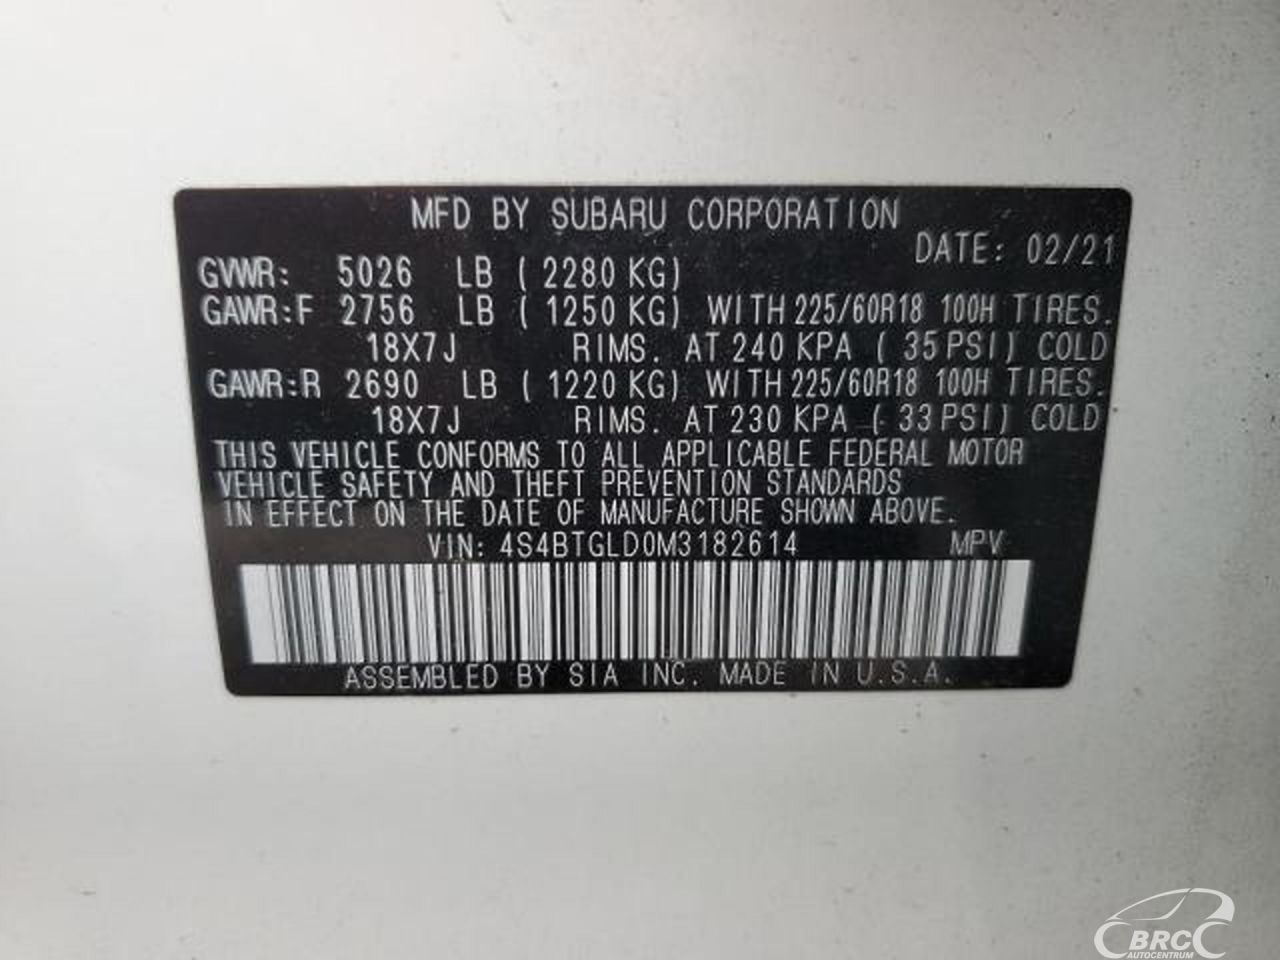 MFD BY SUBARU CORPORATION
DATE: 02/21
GVWR: 5026 LB ( 2280 KG)
GAWR:F 2756 LB ( 1250 KG) WITH 225/60R18 100H TIRES.
18X7J RIMS. AT 240 KPA ( 35 PSI) COLD
GAWR:R 2690 LB ( 1220 KG) WITH 225/60R18 100H TIRES.
18X7J RIMS. AT 230 KPA ( 33 PSI) COLD
THIS VEHICLE CONFORMS TO ALL APPLICABLE FEDERAL MOTOR
VEHICLE SAFETY AND THEFT PREVENTION STANDARDS
IN EFFECT ON THE DATE OF MANUFACTURE SHOWN ABOVE.
VIN: 4S4BTGLD0M3182614 MPV
ASSEMBLED BY SIA INC. MADE IN U.S.A.
BRC
AUTOCENTRUM